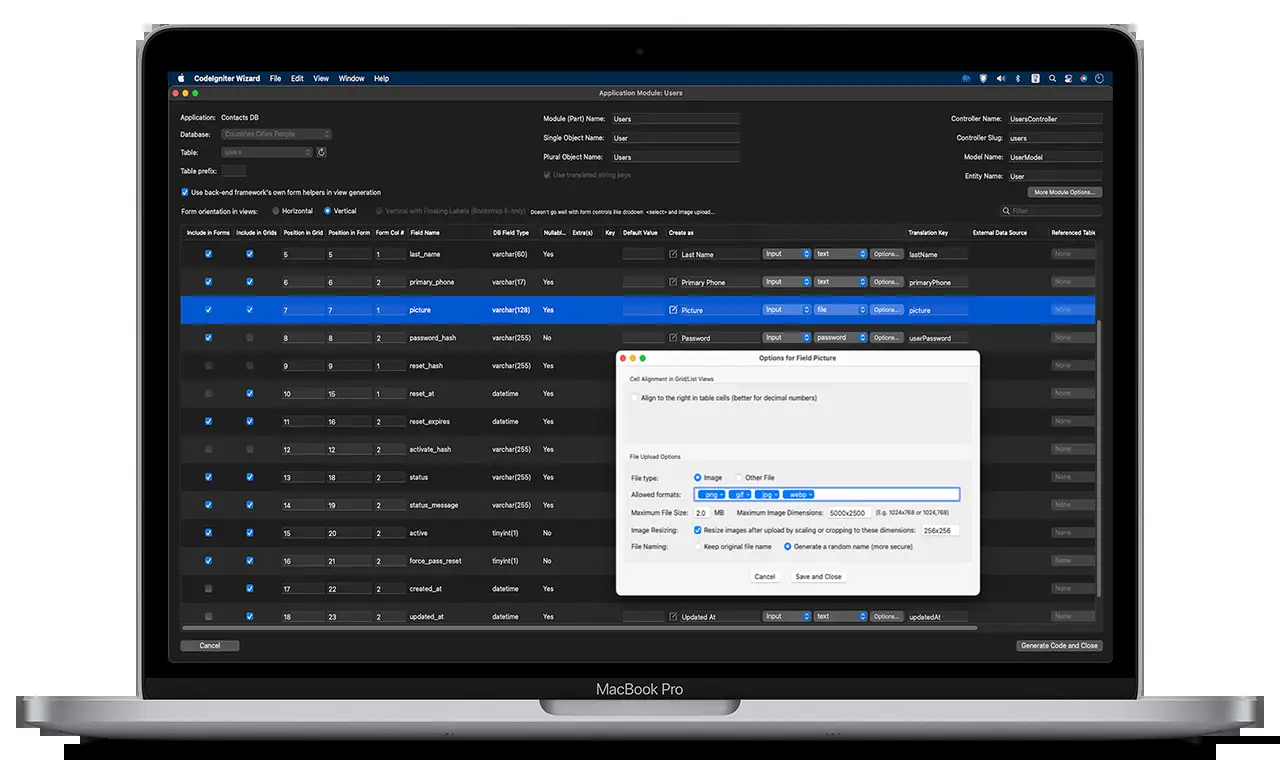 CodeIgniter Wizard File Edit View Window Help
Application Module: Users
Application: Contacts DB
Module (Part) Name: Users
Controller Name: UsersController
Database: Countries Cities People
Single Object Name: User
Controller Slug: users
Table: users
Plural Object Name: Users
Model Name: UserModel
Table prefix:
Use translated string keys
Entity Name: User
Use back-end framework's own form helpers in view generation
More Module Options...
Form orientation in views: Horizontal Vertical Vertical with Floating Labels (Bootstrap 5-only) Doesn't go well with form controls like drodown <select> and image upload...
Filter
Include in Forms Include in Grids Position in Grid Position in Form Form Col # Field Name DB Field Type Nullabl... Extra(s) Key Default Value Create as Translation Key External Data Source Referenced Table
5 5 1 last_name varchar(60) Yes Last Name Input text Options... lastName None
6 6 2 primary_phone varchar(17) Yes Primary Phone Input text Options... primaryPhone None
7 7 1 picture varchar(128) Yes Picture Input file Options... picture None
8 8 2 password_hash varchar(255) No Password Input password Options... userPassword None
9 9 1 reset_hash varchar(255) Yes None
10 15 1 reset_at datetime Yes None
11 16 2 reset_expires datetime Yes None
12 12 2 activate_hash varchar(255) Yes None
13 18 2 status varchar(255) Yes None
14 19 2 status_message varchar(255) Yes None
15 20 2 active tinyint(1) No None
16 21 2 force_pass_reset tinyint(1) No None
17 22 2 created_at datetime Yes None
18 23 2 updated_at datetime Yes Updated At Input text Options... updatedAt None
Cancel
Generate Code and Close
Options for Field Picture
Cell Alignment in Grid/List Views
Align to the right in table cells (better for decimal numbers)
File Upload Options
File type: Image Other File
Allowed formats: png gif jpg webp
Maximum File Size: 2.0 MB Maximum Image Dimensions: 5000x2500 (E.g. 1024x768 or 1024,768)
Image Resizing: Resize images after upload by scaling or cropping to these dimensions: 256x256
File Naming: Keep original file name Generate a random name (more secure)
Cancel Save and Close
MacBook Pro